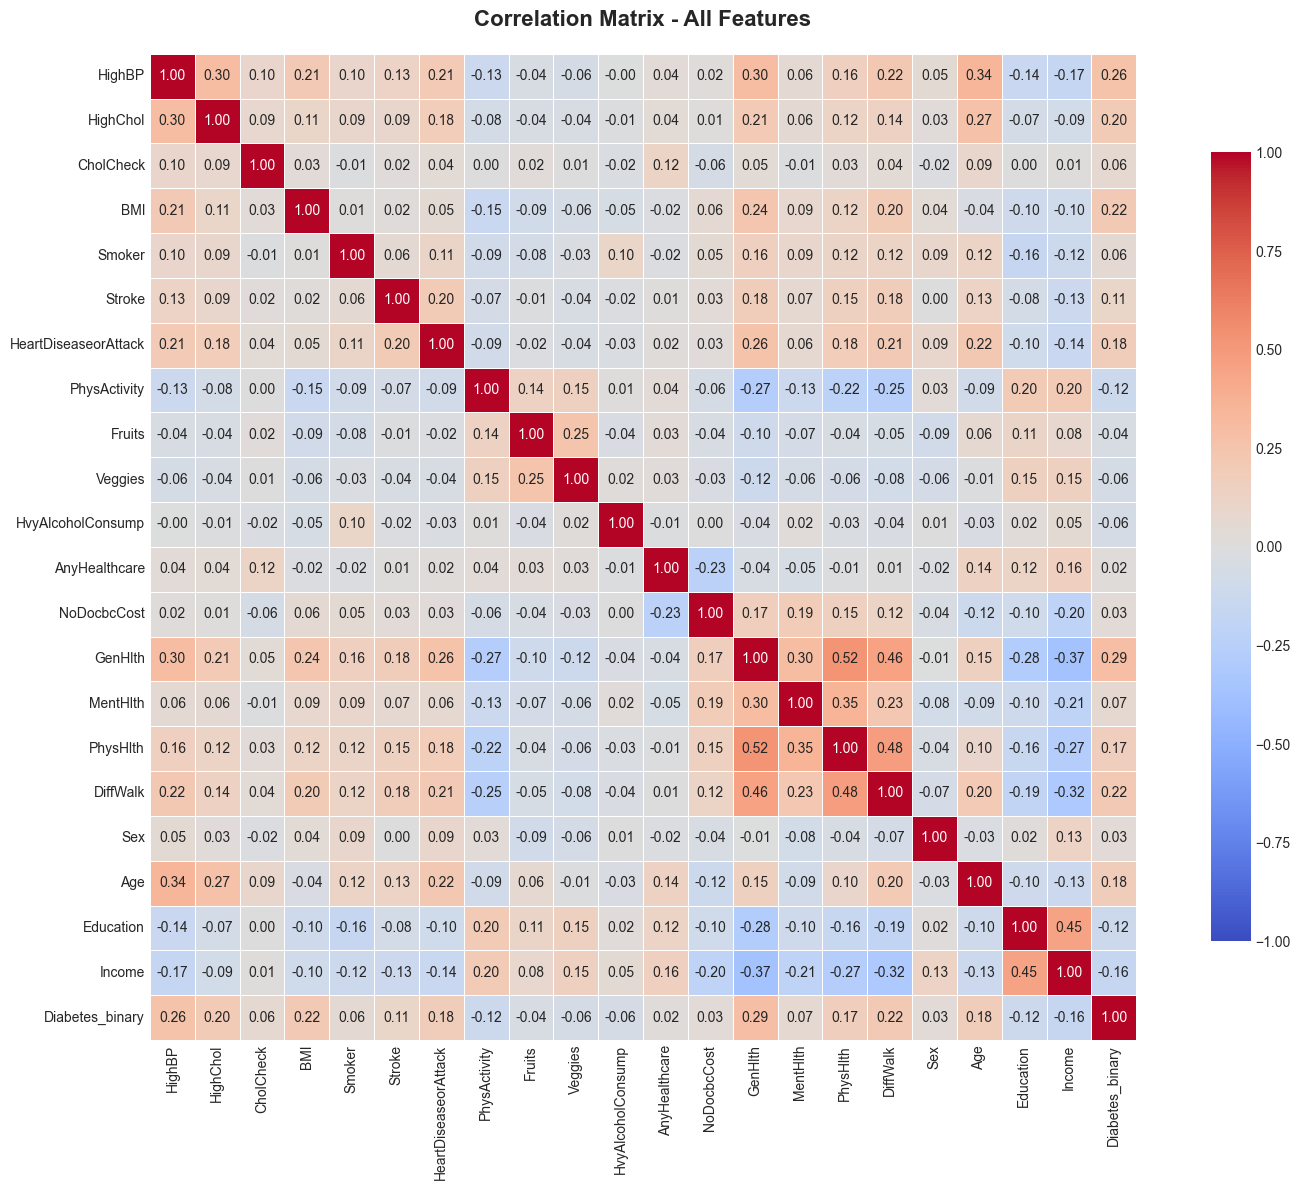 Correlation Matrix - All Features
HighBP 1.00 0.30 0.10 0.21 0.10 0.13 0.21 -0.13 -0.04 -0.06 -0.00 0.04 0.02 0.30 0.06 0.16 0.22 0.05 0.34 -0.14 -0.17 0.26
HighChol 0.30 1.00 0.09 0.11 0.09 0.09 0.18 -0.08 -0.04 -0.04 -0.01 0.04 0.01 0.21 0.06 0.12 0.14 0.03 0.27 -0.07 -0.09 0.20
CholCheck 0.10 0.09 1.00 0.03 -0.01 0.02 0.04 0.00 0.02 0.01 -0.02 0.12 -0.06 0.05 -0.01 0.03 0.04 -0.02 0.09 0.00 0.01 0.06
BMI 0.21 0.11 0.03 1.00 0.01 0.02 0.05 -0.15 -0.09 -0.06 -0.05 -0.02 0.06 0.24 0.09 0.12 0.20 0.04 -0.04 -0.10 -0.10 0.22
Smoker 0.10 0.09 -0.01 0.01 1.00 0.06 0.11 -0.09 -0.08 -0.03 0.10 -0.02 0.05 0.16 0.09 0.12 0.12 0.09 0.12 -0.16 -0.12 0.06
Stroke 0.13 0.09 0.02 0.02 0.06 1.00 0.20 -0.07 -0.01 -0.04 -0.02 0.01 0.03 0.18 0.07 0.15 0.18 0.00 0.13 -0.08 -0.13 0.11
HeartDiseaseorAttack 0.21 0.18 0.04 0.05 0.11 0.20 1.00 -0.09 -0.02 -0.04 -0.03 0.02 0.03 0.26 0.06 0.18 0.21 0.09 0.22 -0.10 -0.14 0.18
PhysActivity -0.13 -0.08 0.00 -0.15 -0.09 -0.07 -0.09 1.00 0.14 0.15 0.01 0.04 -0.06 -0.27 -0.13 -0.22 -0.25 0.03 -0.09 0.20 0.20 -0.12
Fruits -0.04 -0.04 0.02 -0.09 -0.08 -0.01 -0.02 0.14 1.00 0.25 -0.04 0.03 -0.04 -0.10 -0.07 -0.04 -0.05 -0.09 0.06 0.11 0.08 -0.04
Veggies -0.06 -0.04 0.01 -0.06 -0.03 -0.04 -0.04 0.15 0.25 1.00 0.02 0.03 -0.03 -0.12 -0.06 -0.06 -0.08 -0.06 -0.01 0.15 0.15 -0.06
HvyAlcoholConsump -0.00 -0.01 -0.02 -0.05 0.10 -0.02 -0.03 0.01 -0.04 0.02 1.00 -0.01 0.00 -0.04 0.02 -0.03 -0.04 0.01 -0.03 0.02 0.05 -0.06
AnyHealthcare 0.04 0.04 0.12 -0.02 -0.02 0.01 0.02 0.04 0.03 0.03 -0.01 1.00 -0.23 -0.04 -0.05 -0.01 0.01 -0.02 0.14 0.12 0.16 0.02
NoDocbcCost 0.02 0.01 -0.06 0.06 0.05 0.03 0.03 -0.06 -0.04 -0.03 0.00 -0.23 1.00 0.17 0.19 0.15 0.12 -0.04 -0.12 -0.10 -0.20 0.03
GenHlth 0.30 0.21 0.05 0.24 0.16 0.18 0.26 -0.27 -0.10 -0.12 -0.04 -0.04 0.17 1.00 0.30 0.52 0.46 -0.01 0.15 -0.28 -0.37 0.29
MentHlth 0.06 0.06 -0.01 0.09 0.09 0.07 0.06 -0.13 -0.07 -0.06 0.02 -0.05 0.19 0.30 1.00 0.35 0.23 -0.08 -0.09 -0.10 -0.21 0.07
PhysHlth 0.16 0.12 0.03 0.12 0.12 0.15 0.18 -0.22 -0.04 -0.06 -0.03 -0.01 0.15 0.52 0.35 1.00 0.48 -0.04 0.10 -0.16 -0.27 0.17
DiffWalk 0.22 0.14 0.04 0.20 0.12 0.18 0.21 -0.25 -0.05 -0.08 -0.04 0.01 0.12 0.46 0.23 0.48 1.00 -0.07 0.20 -0.19 -0.32 0.22
Sex 0.05 0.03 -0.02 0.04 0.09 0.00 0.09 0.03 -0.09 -0.06 0.01 -0.02 -0.04 -0.01 -0.08 -0.04 -0.07 1.00 -0.03 0.02 0.13 0.03
Age 0.34 0.27 0.09 -0.04 0.12 0.13 0.22 -0.09 0.06 -0.01 -0.03 0.14 -0.12 0.15 -0.09 0.10 0.20 -0.03 1.00 -0.10 -0.13 0.18
Education -0.14 -0.07 0.00 -0.10 -0.16 -0.08 -0.10 0.20 0.11 0.15 0.02 0.12 -0.10 -0.28 -0.10 -0.16 -0.19 0.02 -0.10 1.00 0.45 -0.12
Income -0.17 -0.09 0.01 -0.10 -0.12 -0.13 -0.14 0.20 0.08 0.15 0.05 0.16 -0.20 -0.37 -0.21 -0.27 -0.32 0.13 -0.13 0.45 1.00 -0.16
Diabetes_binary 0.26 0.20 0.06 0.22 0.06 0.11 0.18 -0.12 -0.04 -0.06 -0.06 0.02 0.03 0.29 0.07 0.17 0.22 0.03 0.18 -0.12 -0.16 1.00
HighBP
HighChol
CholCheck
BMI
Smoker
Stroke
HeartDiseaseorAttack
PhysActivity
Fruits
Veggies
HvyAlcoholConsump
AnyHealthcare
NoDocbcCost
GenHlth
MentHlth
PhysHlth
DiffWalk
Sex
Age
Education
Income
Diabetes_binary
1.00
0.75
0.50
0.25
0.00
−0.25
−0.50
−0.75
−1.00